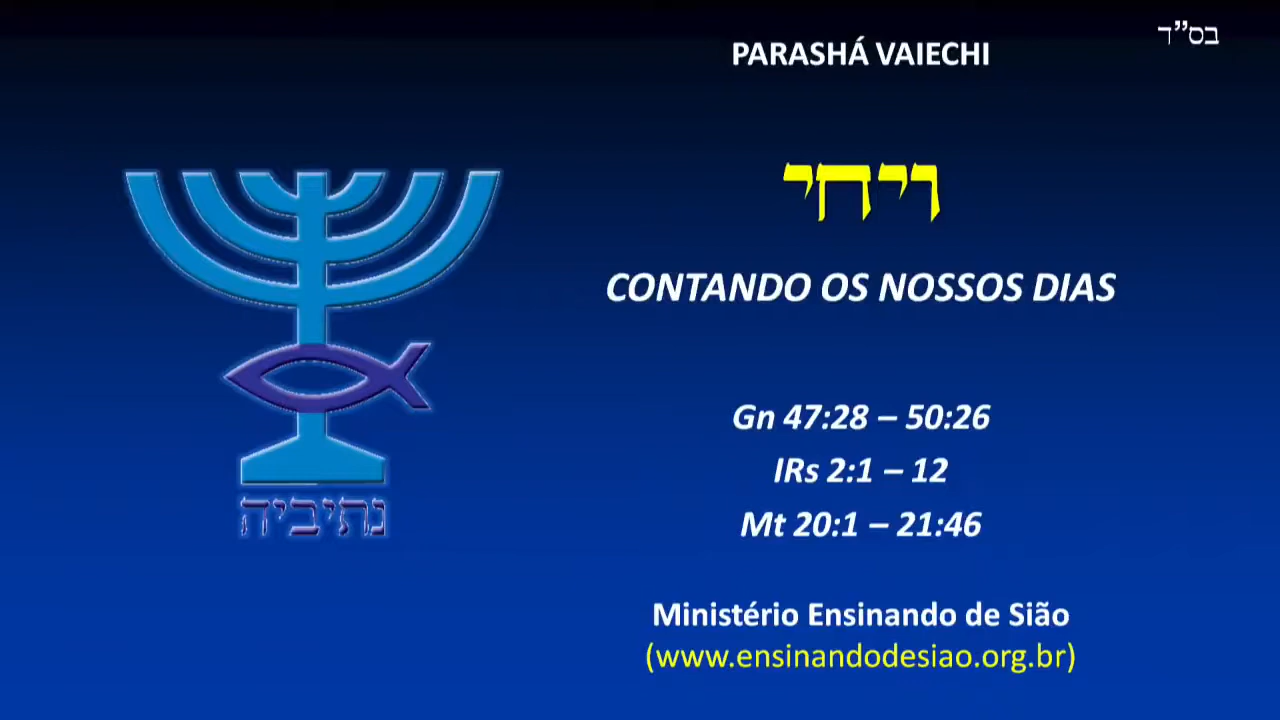 בס”ד
PARASHÁ VAIECHI
ויחי
CONTANDO OS NOSSOS DIAS
Gn 47:28 – 50:26
IRs 2:1 – 12
Mt 20:1 – 21:46
נתיביה
Ministério Ensinando de Sião
(www.ensinandodesiao.org.br)